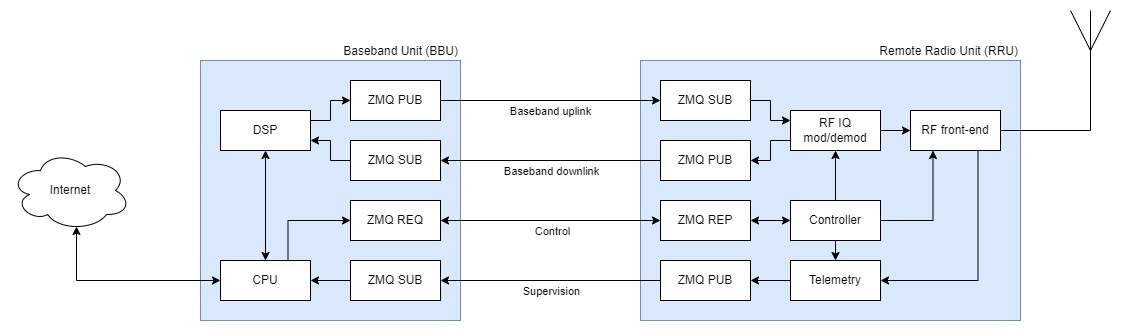 Baseband Unit (BBU)
Remote Radio Unit (RRU)
ZMQ PUB
Baseband uplink
ZMQ SUB
DSP
RF IQ
mod/demod
RF front-end
ZMQ SUB
Baseband downlink
ZMQ PUB
Internet
ZMQ REQ
Control
ZMQ REP
Controller
CPU
ZMQ SUB
Supervision
ZMQ PUB
Telemetry